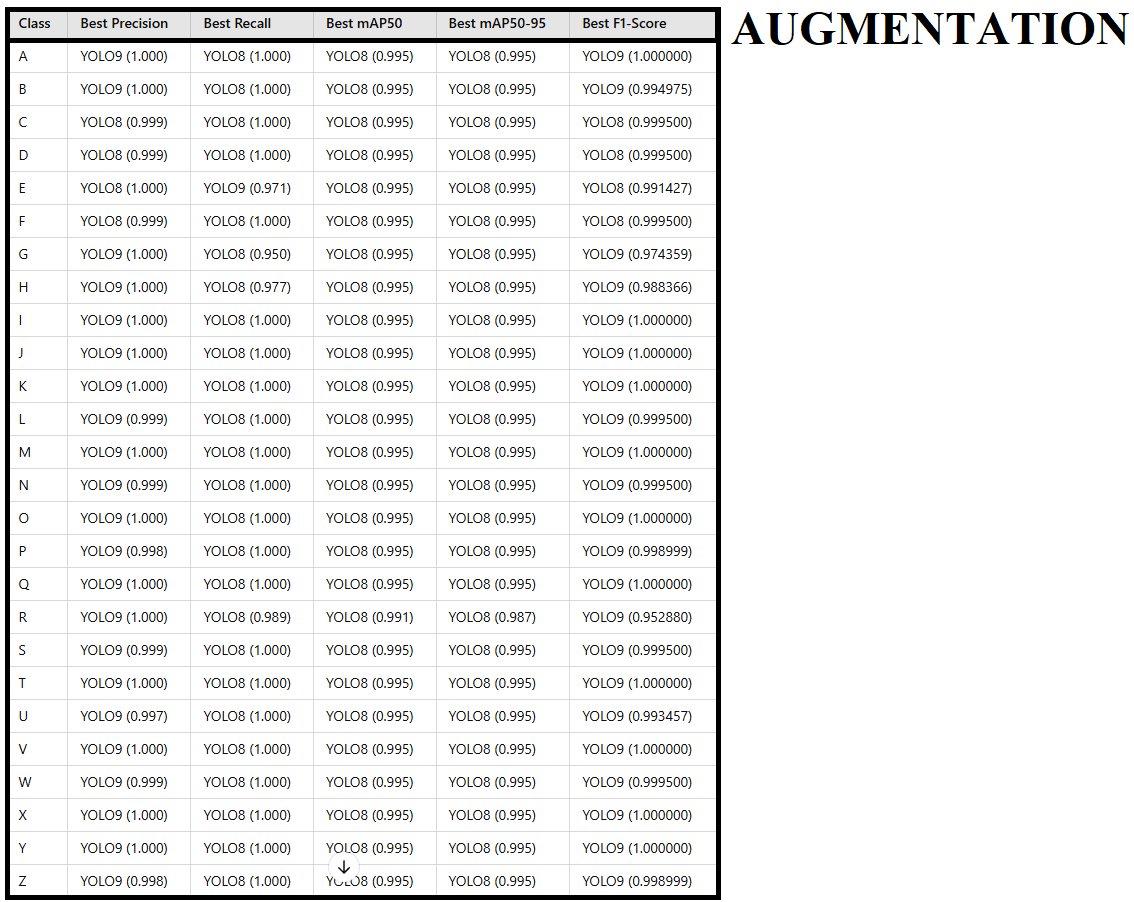 Class Best Precision Best Recall Best mAP50 Best mAP50-95 Best F1-Score
AUGMENTATION
A YOLO9 (1.000) YOLO8 (1.000) YOLO8 (0.995) YOLO8 (0.995) YOLO9 (1.000000)
B YOLO9 (1.000) YOLO8 (1.000) YOLO8 (0.995) YOLO8 (0.995) YOLO9 (0.994975)
C YOLO8 (0.999) YOLO8 (1.000) YOLO8 (0.995) YOLO8 (0.995) YOLO8 (0.999500)
D YOLO8 (0.999) YOLO8 (1.000) YOLO8 (0.995) YOLO8 (0.995) YOLO8 (0.999500)
E YOLO8 (1.000) YOLO9 (0.971) YOLO8 (0.995) YOLO8 (0.995) YOLO8 (0.991427)
F YOLO8 (0.999) YOLO8 (1.000) YOLO8 (0.995) YOLO8 (0.995) YOLO8 (0.999500)
G YOLO9 (1.000) YOLO8 (0.950) YOLO8 (0.995) YOLO8 (0.995) YOLO9 (0.974359)
H YOLO9 (1.000) YOLO8 (0.977) YOLO8 (0.995) YOLO8 (0.995) YOLO9 (0.988366)
I YOLO9 (1.000) YOLO8 (1.000) YOLO8 (0.995) YOLO8 (0.995) YOLO9 (1.000000)
J YOLO9 (1.000) YOLO8 (1.000) YOLO8 (0.995) YOLO8 (0.995) YOLO9 (1.000000)
K YOLO9 (1.000) YOLO8 (1.000) YOLO8 (0.995) YOLO8 (0.995) YOLO9 (1.000000)
L YOLO9 (0.999) YOLO8 (1.000) YOLO8 (0.995) YOLO8 (0.995) YOLO9 (0.999500)
M YOLO9 (1.000) YOLO8 (1.000) YOLO8 (0.995) YOLO8 (0.995) YOLO9 (1.000000)
N YOLO9 (0.999) YOLO8 (1.000) YOLO8 (0.995) YOLO8 (0.995) YOLO9 (0.999500)
O YOLO9 (1.000) YOLO8 (1.000) YOLO8 (0.995) YOLO8 (0.995) YOLO9 (1.000000)
P YOLO9 (0.998) YOLO8 (1.000) YOLO8 (0.995) YOLO8 (0.995) YOLO9 (0.998999)
Q YOLO9 (1.000) YOLO8 (1.000) YOLO8 (0.995) YOLO8 (0.995) YOLO9 (1.000000)
R YOLO9 (1.000) YOLO8 (0.989) YOLO8 (0.991) YOLO8 (0.987) YOLO9 (0.952880)
S YOLO9 (0.999) YOLO8 (1.000) YOLO8 (0.995) YOLO8 (0.995) YOLO9 (0.999500)
T YOLO9 (1.000) YOLO8 (1.000) YOLO8 (0.995) YOLO8 (0.995) YOLO9 (1.000000)
U YOLO9 (0.997) YOLO8 (1.000) YOLO8 (0.995) YOLO8 (0.995) YOLO9 (0.993457)
V YOLO9 (1.000) YOLO8 (1.000) YOLO8 (0.995) YOLO8 (0.995) YOLO9 (1.000000)
W YOLO9 (0.999) YOLO8 (1.000) YOLO8 (0.995) YOLO8 (0.995) YOLO9 (0.999500)
X YOLO9 (1.000) YOLO8 (1.000) YOLO8 (0.995) YOLO8 (0.995) YOLO9 (1.000000)
Y YOLO9 (1.000) YOLO8 (1.000) YOLO8 (0.995) YOLO8 (0.995) YOLO9 (1.000000)
Z YOLO9 (0.998) YOLO8 (1.000) YOLO8 (0.995) YOLO8 (0.995) YOLO9 (0.998999)